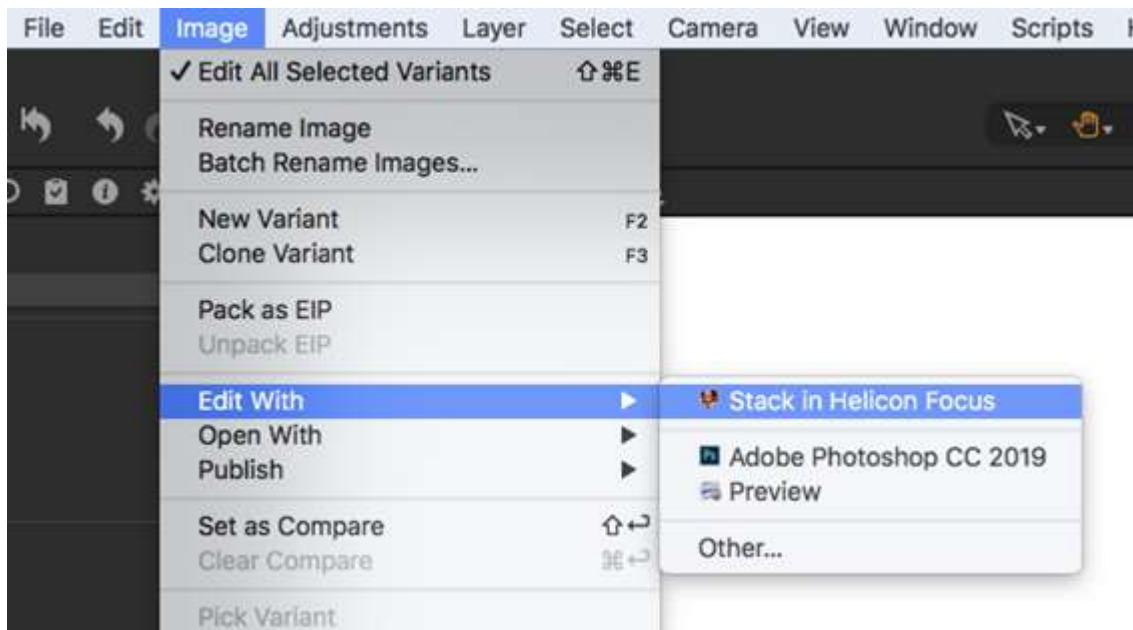 File Edit Image Adjustments Layer Select Camera View Window Scripts
✓ Edit All Selected Variants ⇧⌘E
Rename Image
Batch Rename Images...
New Variant F2
Clone Variant F3
Pack as EIP
Unpack EIP
Edit With ▶
Stack in Helicon Focus
Open With ▶
Adobe Photoshop CC 2019
Publish ▶
Preview
Set as Compare ⇧↩
Other...
Clear Compare ⌘↩
Pick Variant